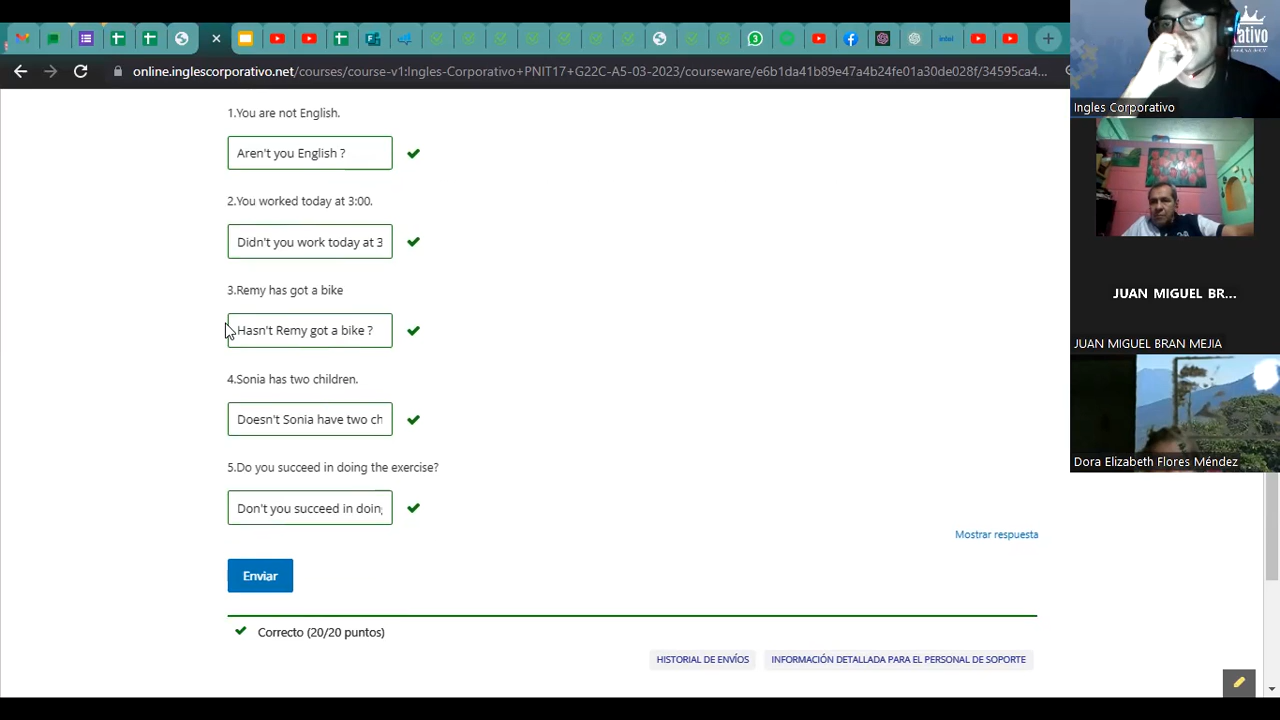 online.inglescorporativo.net/courses/course-v1:Ingles-Corporativo+PNIT17+G22C-A5-03-2023/courseware/e6b1da41b89e47a4b24fe01a30de028f/34595ca4...
1.You are not English.
Aren't you English ?
2.You worked today at 3:00.
Didn't you work today at 3
3.Remy has got a bike
Hasn't Remy got a bike ?
4.Sonia has two children.
Doesn't Sonia have two ch
5.Do you succeed in doing the exercise?
Don't you succeed in doing
Mostrar respuesta
Enviar
Correcto (20/20 puntos)
HISTORIAL DE ENVÍOS
INFORMACIÓN DETALLADA PARA EL PERSONAL DE SOPORTE
Ingles Corporativo
JUAN MIGUEL BR...
JUAN MIGUEL BRAN MEJIA
Dora Elizabeth Flores Méndez